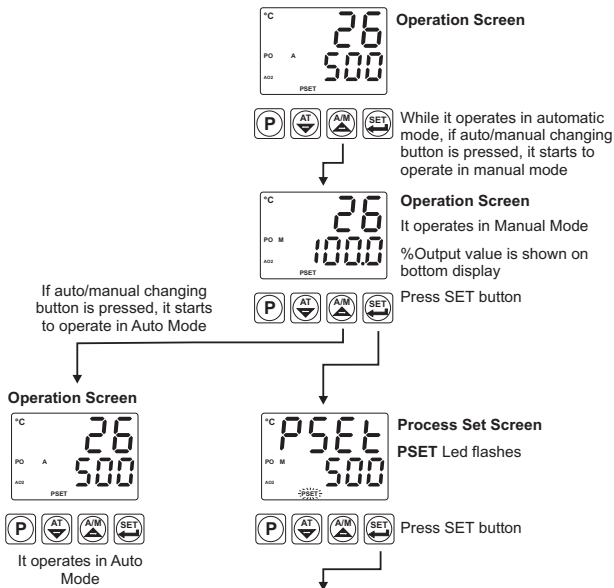 °C
26
Operation Screen
PO A
500
AO2
PSET
P AT A/M SET
While it operates in automatic
mode, if auto/manual changing
button is pressed, it starts to
operate in manual mode
°C
26
Operation Screen
It operates in Manual Mode
PO M
100.0
%Output value is shown on
bottom display
AO2
PSET
If auto/manual changing
button is pressed, it starts
to operate in Auto Mode
P AT A/M SET
Press SET button
Operation Screen
°C
26
PO A
500
AO2
PSET
P AT A/M SET
It operates in Auto
Mode
°C
PSEt
Process Set Screen
PSET Led flashes
PO M
500
AO2
PSET
P AT A/M SET
Press SET button